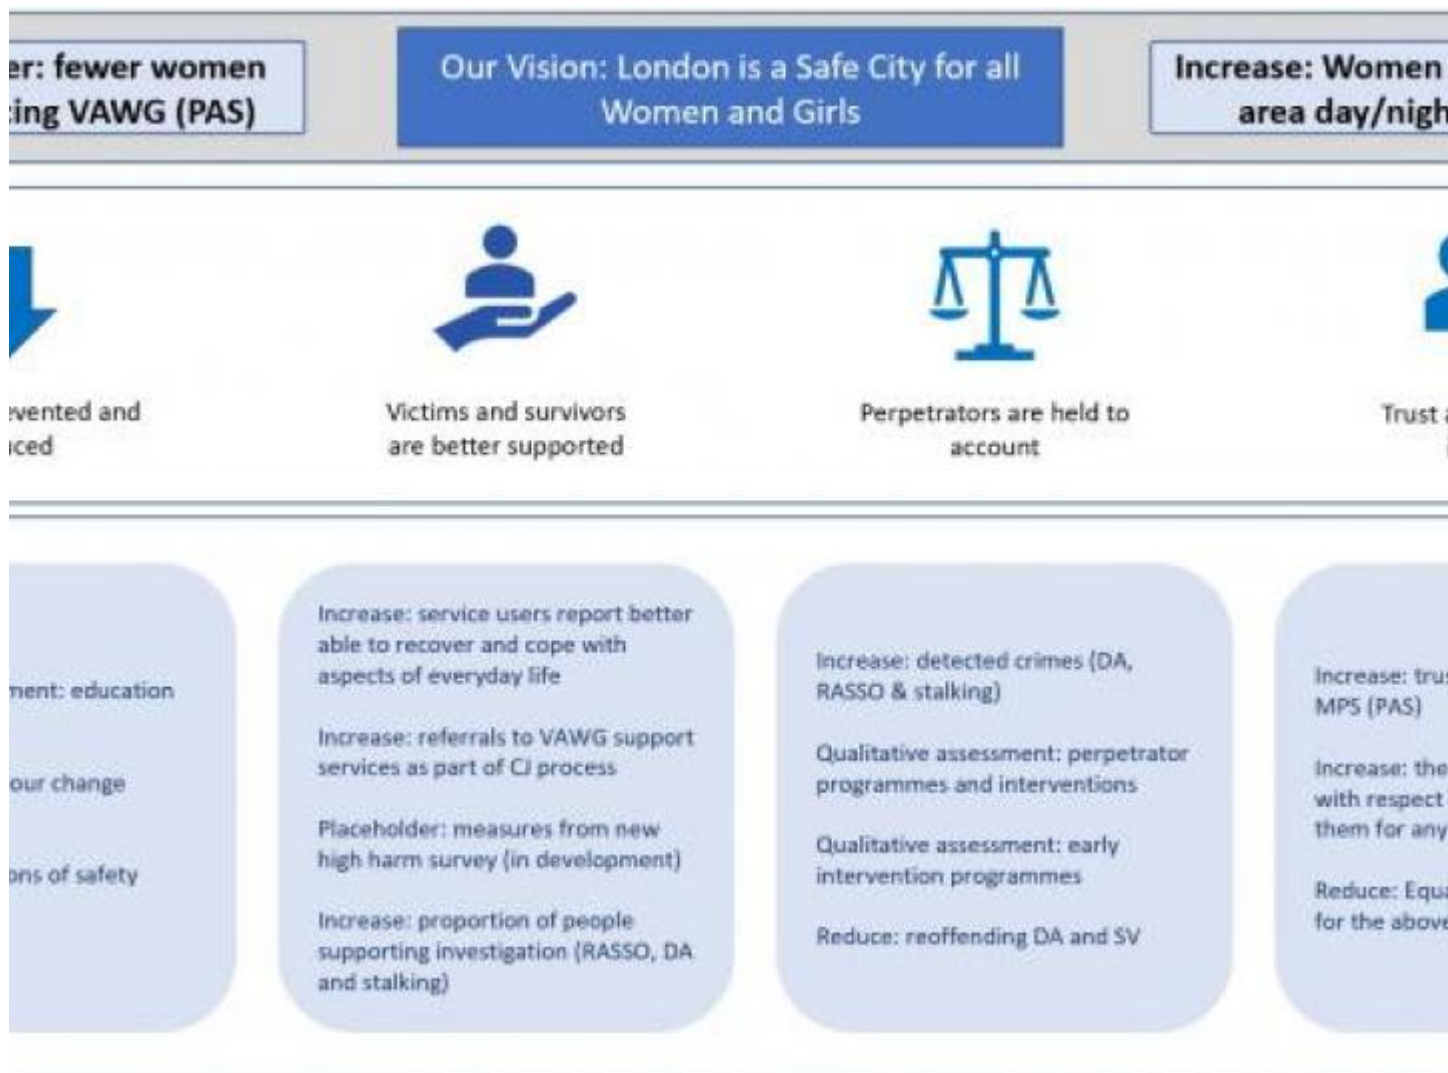 er: fewer women
cing VAWG (PAS)
Our Vision: London is a Safe City for all
Women and Girls
Increase: Women
area day/nigh
evented and
uced
Victims and survivors
are better supported
Perpetrators are held to
account
Trust
ment: education
our change
ons of safety
Increase: service users report better
able to recover and cope with
aspects of everyday life
Increase: referrals to VAWG support
services as part of CJ process
Placeholder: measures from new
high harm survey (in development)
Increase: proportion of people
supporting investigation (RASSO, DA
and stalking)
Increase: detected crimes (DA,
RASSO & stalking)
Qualitative assessment: perpetrator
programmes and interventions
Qualitative assessment: early
intervention programmes
Reduce: reoffending DA and SV
Increase: trus
MPS (PAS)
Increase: the
with respect
them for any
Reduce: Equa
for the above